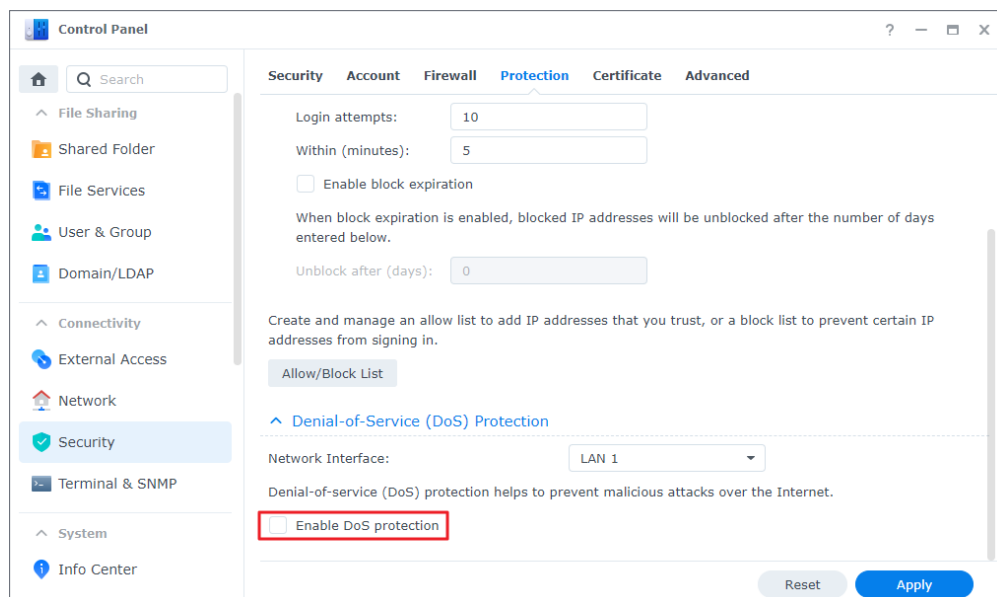 Control Panel
?
Search
File Sharing
Shared Folder
File Services
User & Group
Domain/LDAP
Connectivity
External Access
Network
Security
Terminal & SNMP
System
Info Center
Security Account Firewall Protection Certificate Advanced
Login attempts: 10
Within (minutes): 5
Enable block expiration
When block expiration is enabled, blocked IP addresses will be unblocked after the number of days
entered below.
Unblock after (days): 0
Create and manage an allow list to add IP addresses that you trust, or a block list to prevent certain IP
addresses from signing in.
Allow/Block List
Denial-of-Service (DoS) Protection
Network Interface: LAN 1
Denial-of-service (DoS) protection helps to prevent malicious attacks over the Internet.
Enable DoS protection
Reset Apply